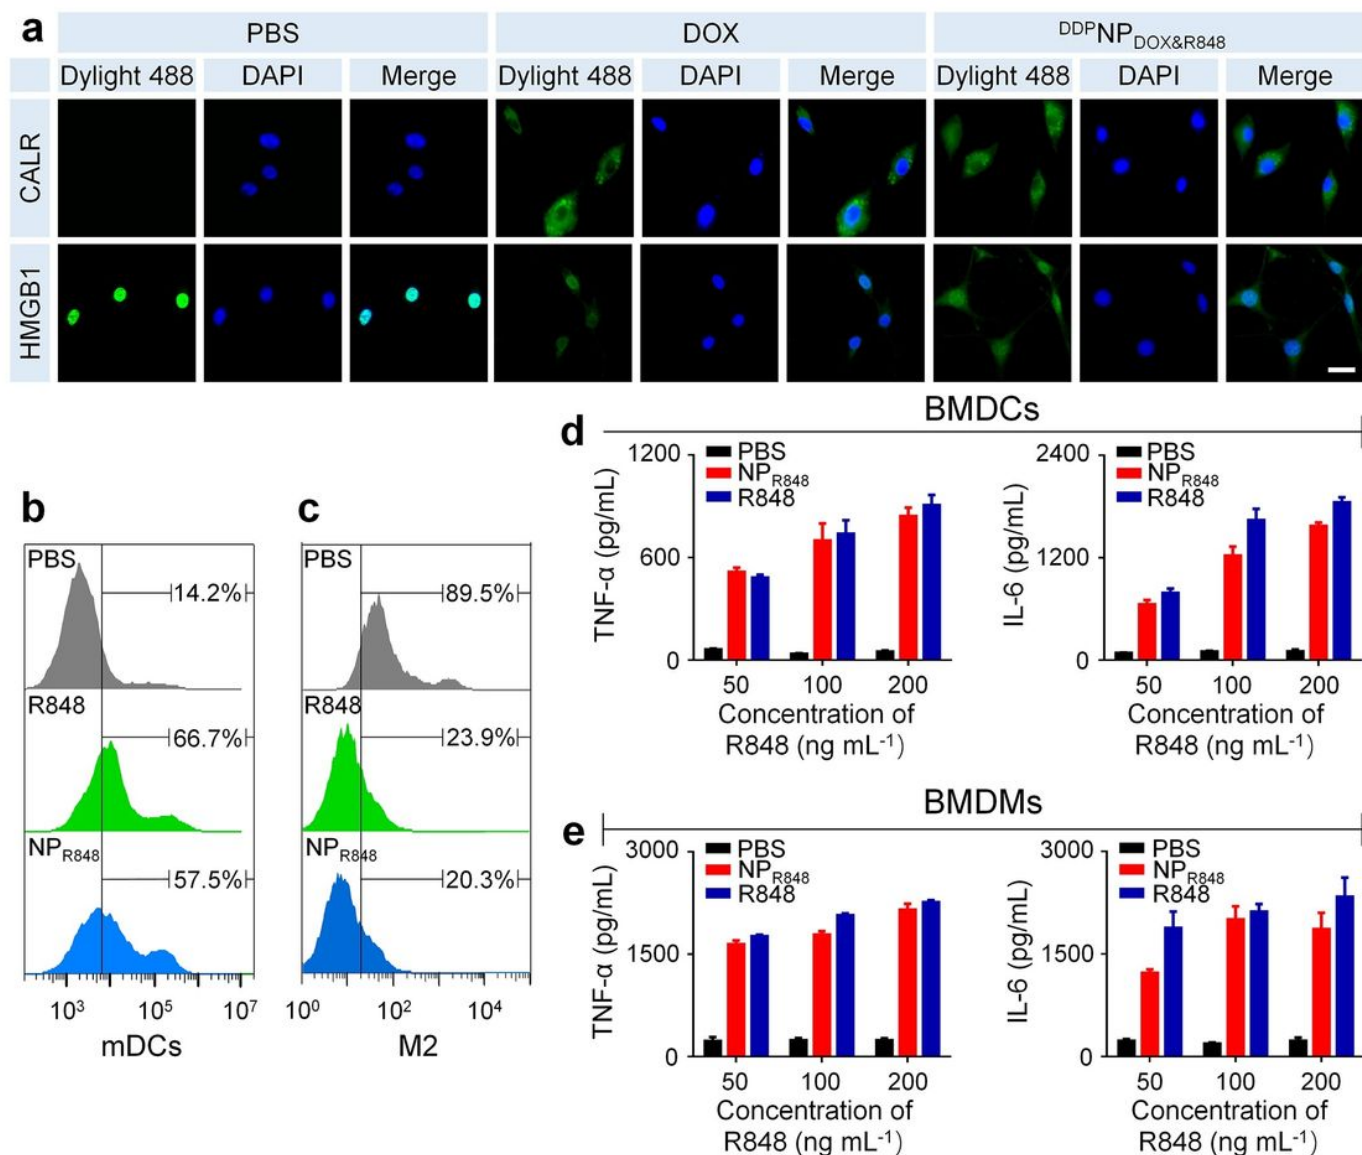 a
PBS DOX DDPNPDOX&R848
Dylight 488 DAPI Merge Dylight 488 DAPI Merge Dylight 488 DAPI Merge
CALR
HMGB1
b
PBS
14.2%
R848
66.7%
NPR848
57.5%
10³ 10⁵ 10⁷
mDCs
c
PBS
89.5%
R848
23.9%
NPR848
20.3%
10⁰ 10² 10⁴
M2
d
BMDCs
TNF-α (pg/mL)
1200
600
0
PBS
NPR848
R848
50 100 200
Concentration of
R848 (ng mL⁻¹)
IL-6 (pg/mL)
2400
1200
0
PBS
NPR848
R848
50 100 200
Concentration of
R848 (ng mL⁻¹)
e
BMDMs
TNF-α (pg/mL)
3000
1500
0
PBS
NPR848
R848
50 100 200
Concentration of
R848 (ng mL⁻¹)
IL-6 (pg/mL)
3000
1500
0
PBS
NPR848
R848
50 100 200
Concentration of
R848 (ng mL⁻¹)